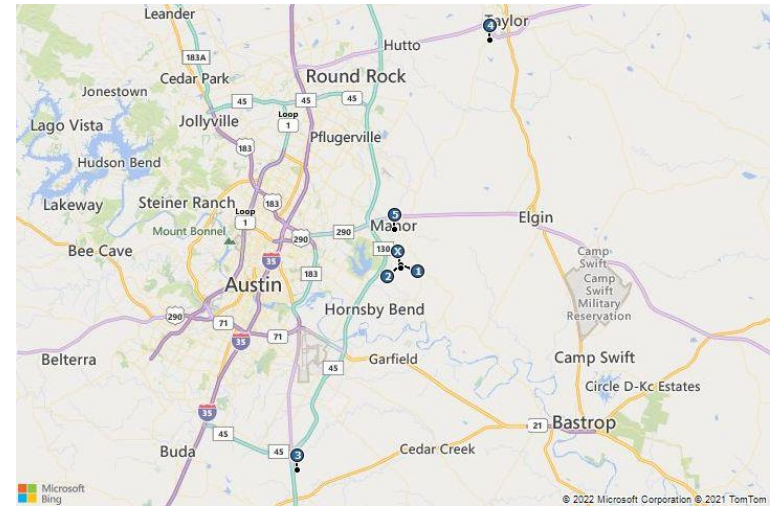 Leander
Taylor
4
Hutto
183A
Cedar Park
Round Rock
Jonestown
45
45
45
Loop
1
Lago Vista
Jollyville
Pflugerville
183
Hudson Bend
Lakeway
Steiner Ranch
183
Loop
1
5
Manor
Elgin
Mount Bonnel
290
290
130
X
Bee Cave
35
183
2
1
Camp
Swift
Camp
Swift
Military
Reservation
Austin
Hornsby Bend
290
71
71
35
Belterra
45
Garfield
Camp Swift
Circle D-Kc Estates
35
45
21
Bastrop
Buda
45
3
Cedar Creek
Microsoft
Bing
© 2022 Microsoft Corporation © 2021 TomTom